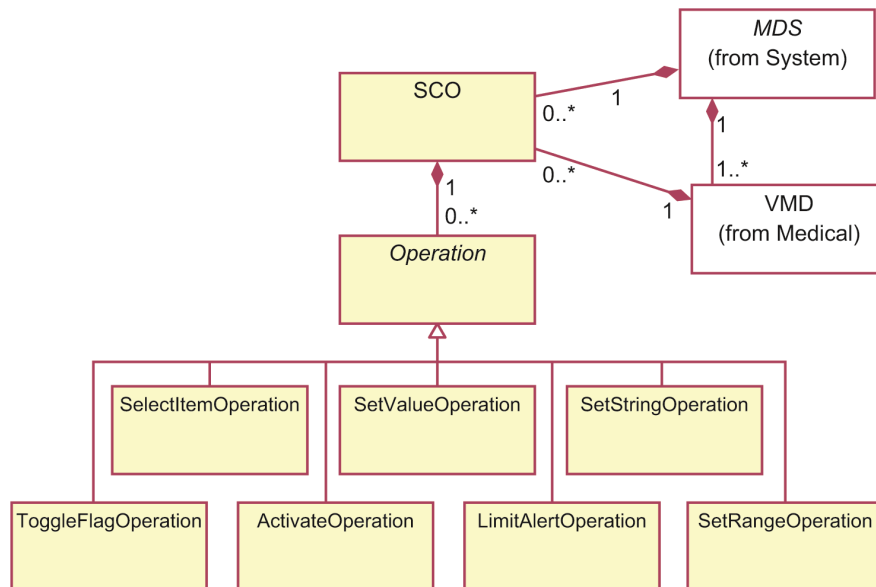 MDS
(from System)
SCO
1
0..*
1
0..*
1..*
VMD
(from Medical)
1
1
0..*
Operation
SelectItemOperation
SetValueOperation
SetStringOperation
ToggleFlagOperation
ActivateOperation
LimitAlertOperation
SetRangeOperation